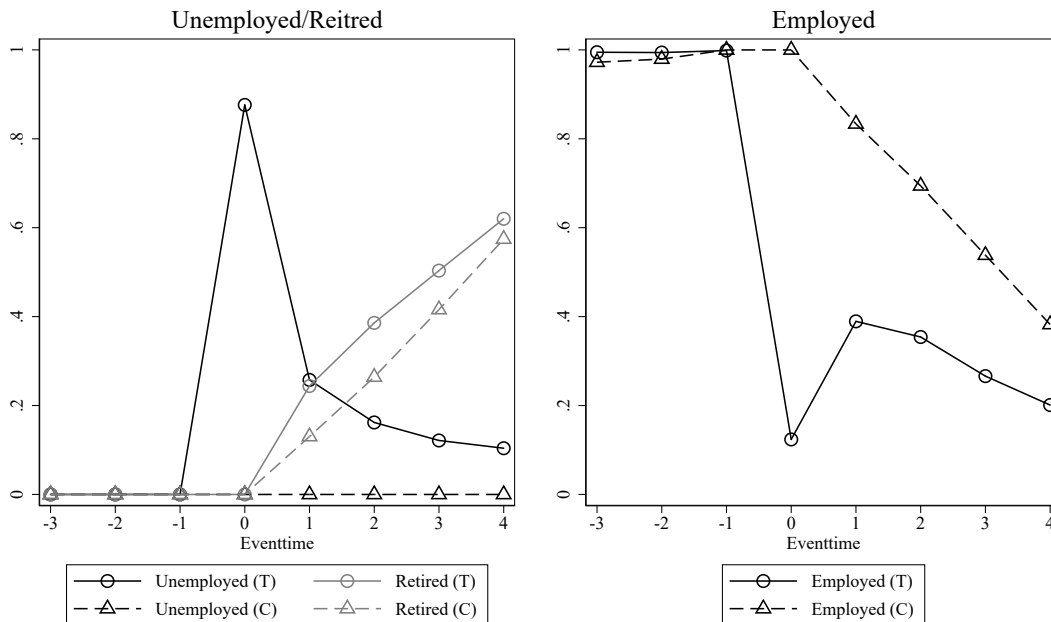 Unemployed/Reitred
Employed
1
.8
.6
.4
.2
0
-3 -2 -1 0 1 2 3 4
Eventtime
1
.8
.6
.4
.2
0
-3 -2 -1 0 1 2 3 4
Eventtime
Unemployed (T) Retired (T)
Unemployed (C) Retired (C)
Employed (T)
Employed (C)